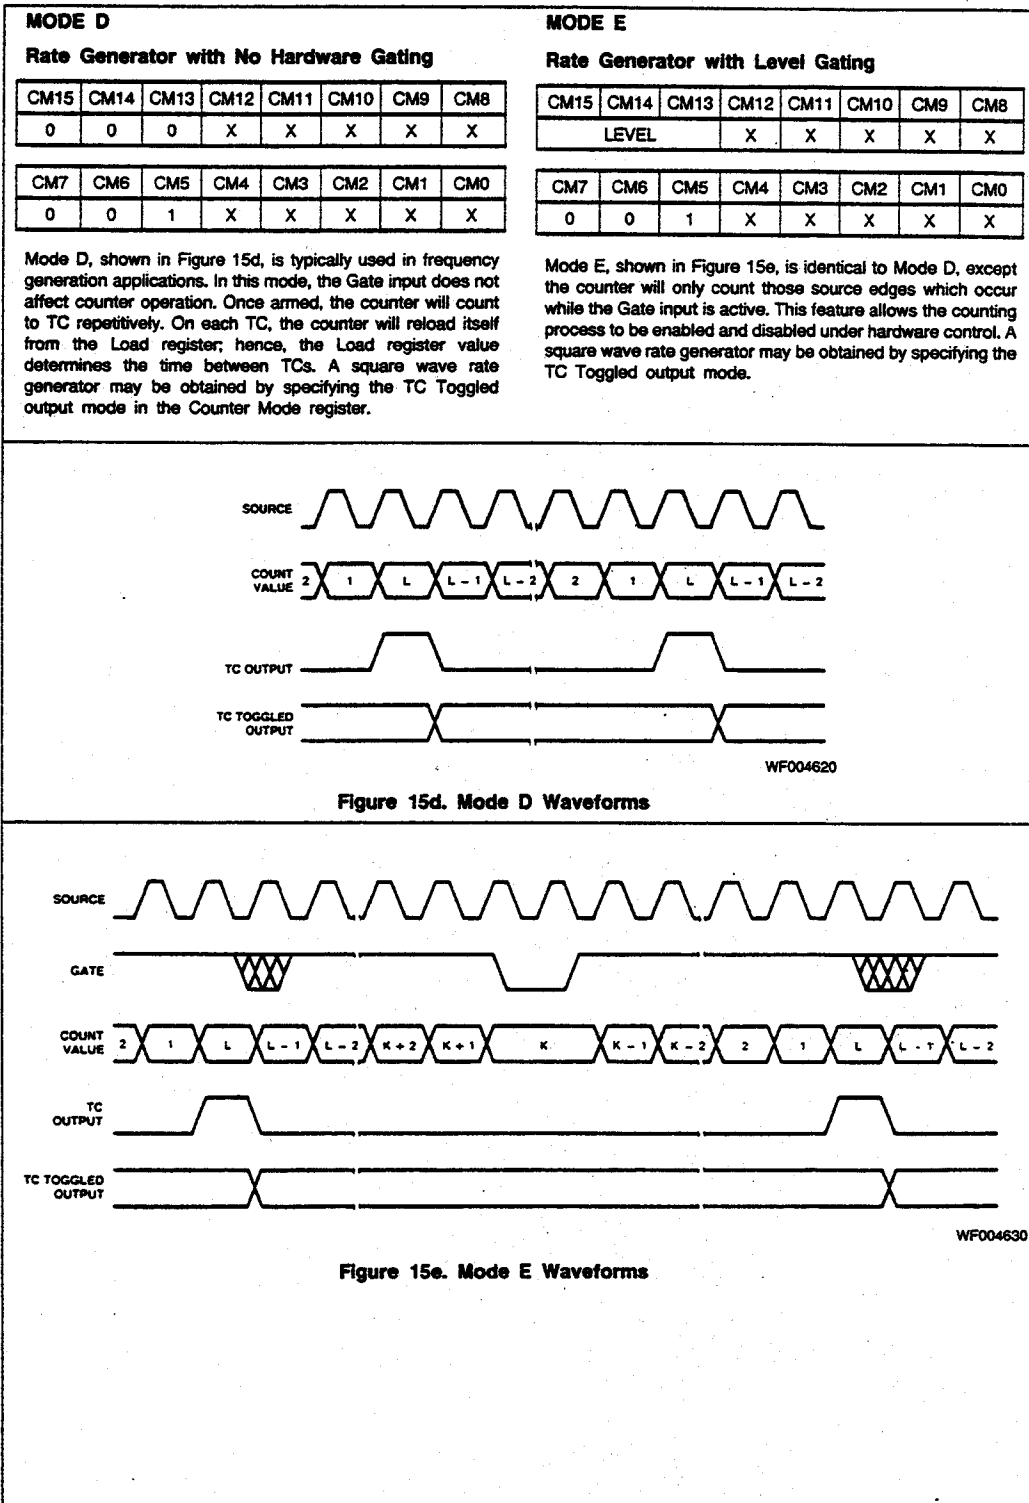 MODE D
Rate Generator with No Hardware Gating
CM15 CM14 CM13 CM12 CM11 CM10 CM9 CM8
0 0 0 X X X X X
CM7 CM6 CM5 CM4 CM3 CM2 CM1 CM0
0 0 1 X X X X X
Mode D, shown in Figure 15d, is typically used in frequency
generation applications. In this mode, the Gate input does not
affect counter operation. Once armed, the counter will count
to TC repetitively. On each TC, the counter will reload itself
from the Load register; hence, the Load register value
determines the time between TCs. A square wave rate
generator may be obtained by specifying the TC Toggled
output mode in the Counter Mode register.
MODE E
Rate Generator with Level Gating
CM15 CM14 CM13 CM12 CM11 CM10 CM9 CM8
LEVEL X X X X X
CM7 CM6 CM5 CM4 CM3 CM2 CM1 CM0
0 0 1 X X X X X
Mode E, shown in Figure 15e, is identical to Mode D, except
the counter will only count those source edges which occur
while the Gate input is active. This feature allows the counting
process to be enabled and disabled under hardware control. A
square wave rate generator may be obtained by specifying the
TC Toggled output mode.
SOURCE
COUNT
VALUE
2 1 L L - 1 L - 2 2 1 L L - 1 L - 2
TC OUTPUT
TC TOGGLED
OUTPUT
WF004620
Figure 15d. Mode D Waveforms
SOURCE
GATE
COUNT
VALUE
2 1 L L - 1 L - 2 K + 2 K + 1 K K - 1 K - 2 2 1 L L - 1 L - 2
TC
OUTPUT
TC TOGGLED
OUTPUT
WF004630
Figure 15e. Mode E Waveforms